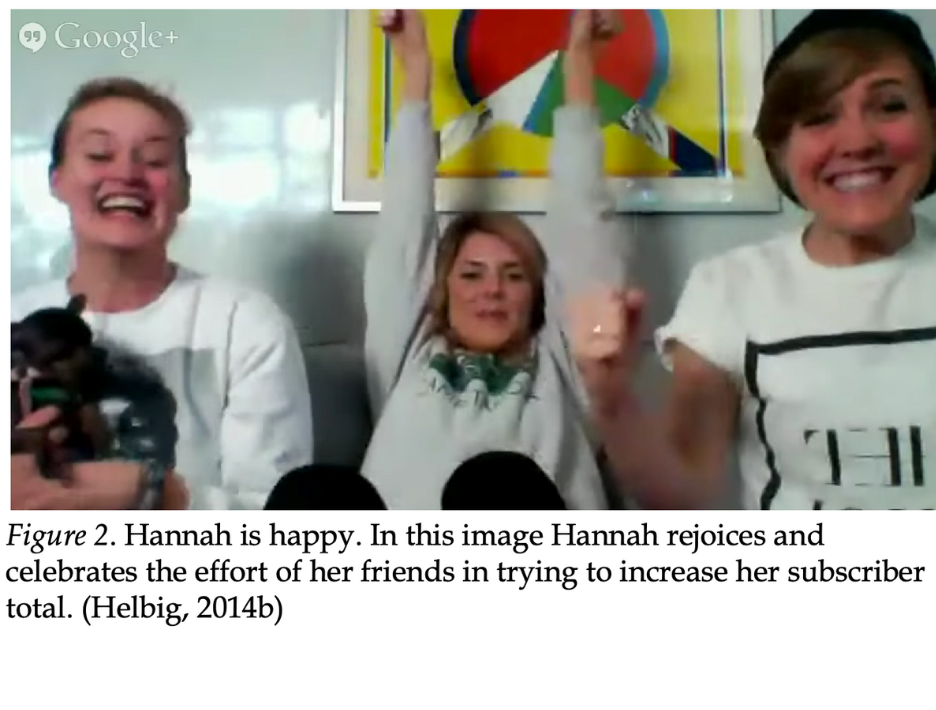 Google+
THE
Figure 2. Hannah is happy. In this image Hannah rejoices and
celebrates the effort of her friends in trying to increase her subscriber
total. (Helbig, 2014b)